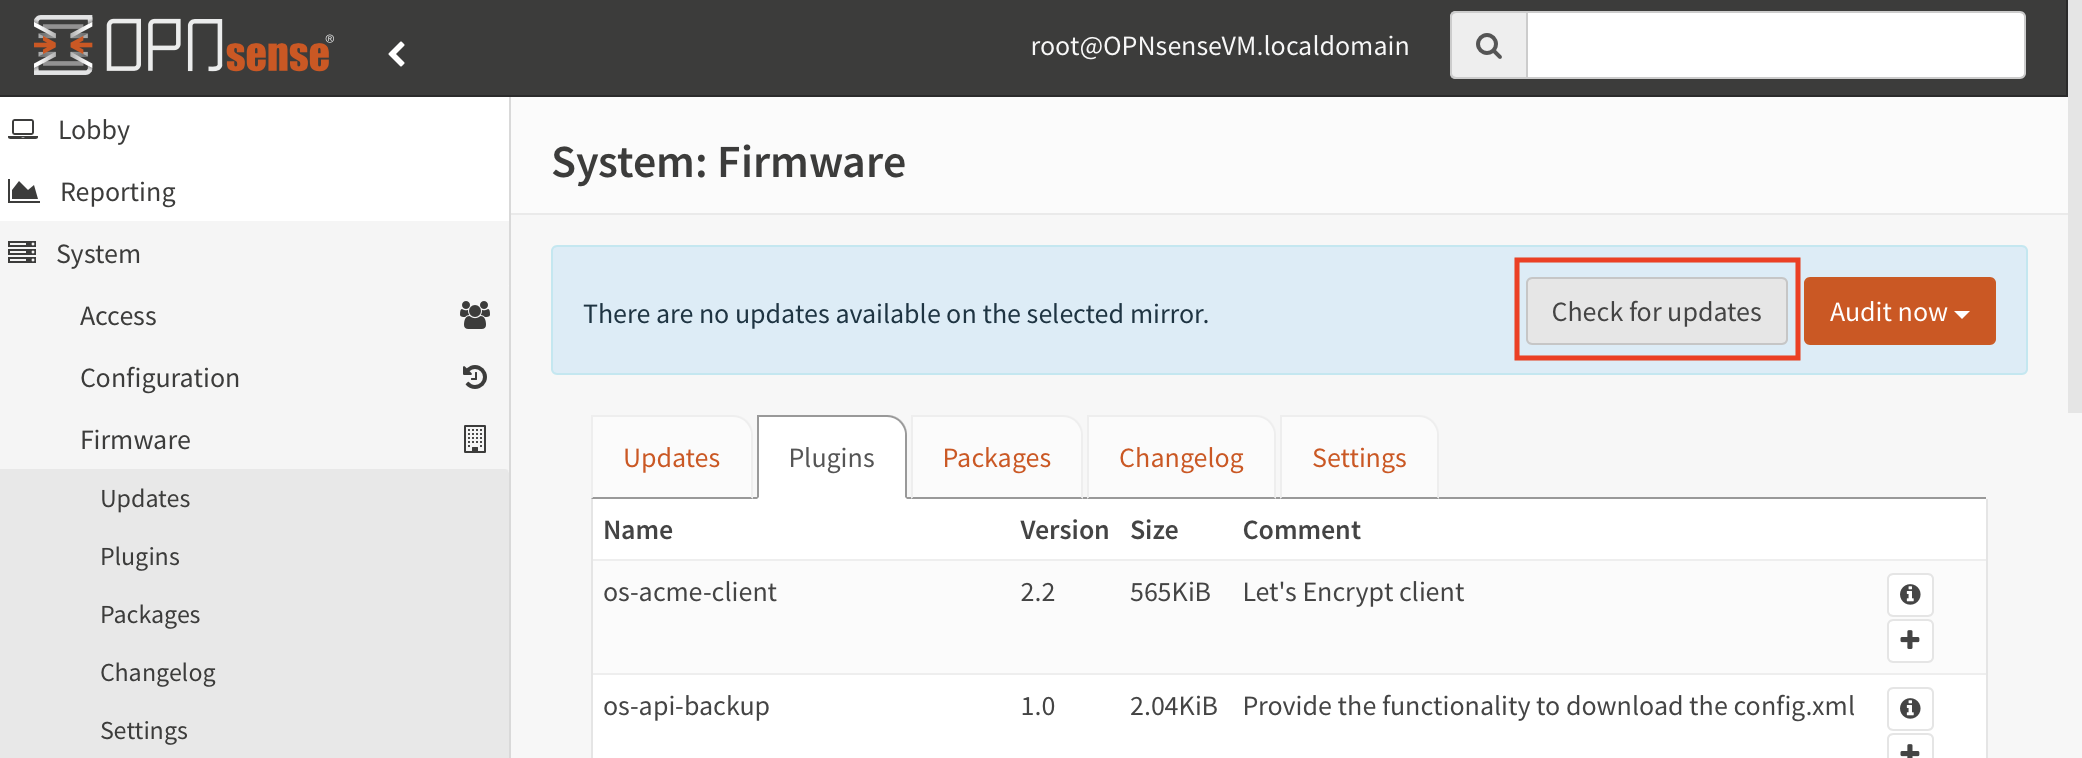 OPNsense®
root@OPNsenseVM.localdomain
Lobby
Reporting
System
Access
Configuration
Firmware
Updates
Plugins
Packages
Changelog
Settings
System: Firmware
There are no updates available on the selected mirror.
Check for updates
Audit now
Updates Plugins Packages Changelog Settings
Name Version Size Comment
os-acme-client 2.2 565KiB Let's Encrypt client
os-api-backup 1.0 2.04KiB Provide the functionality to download the config.xml